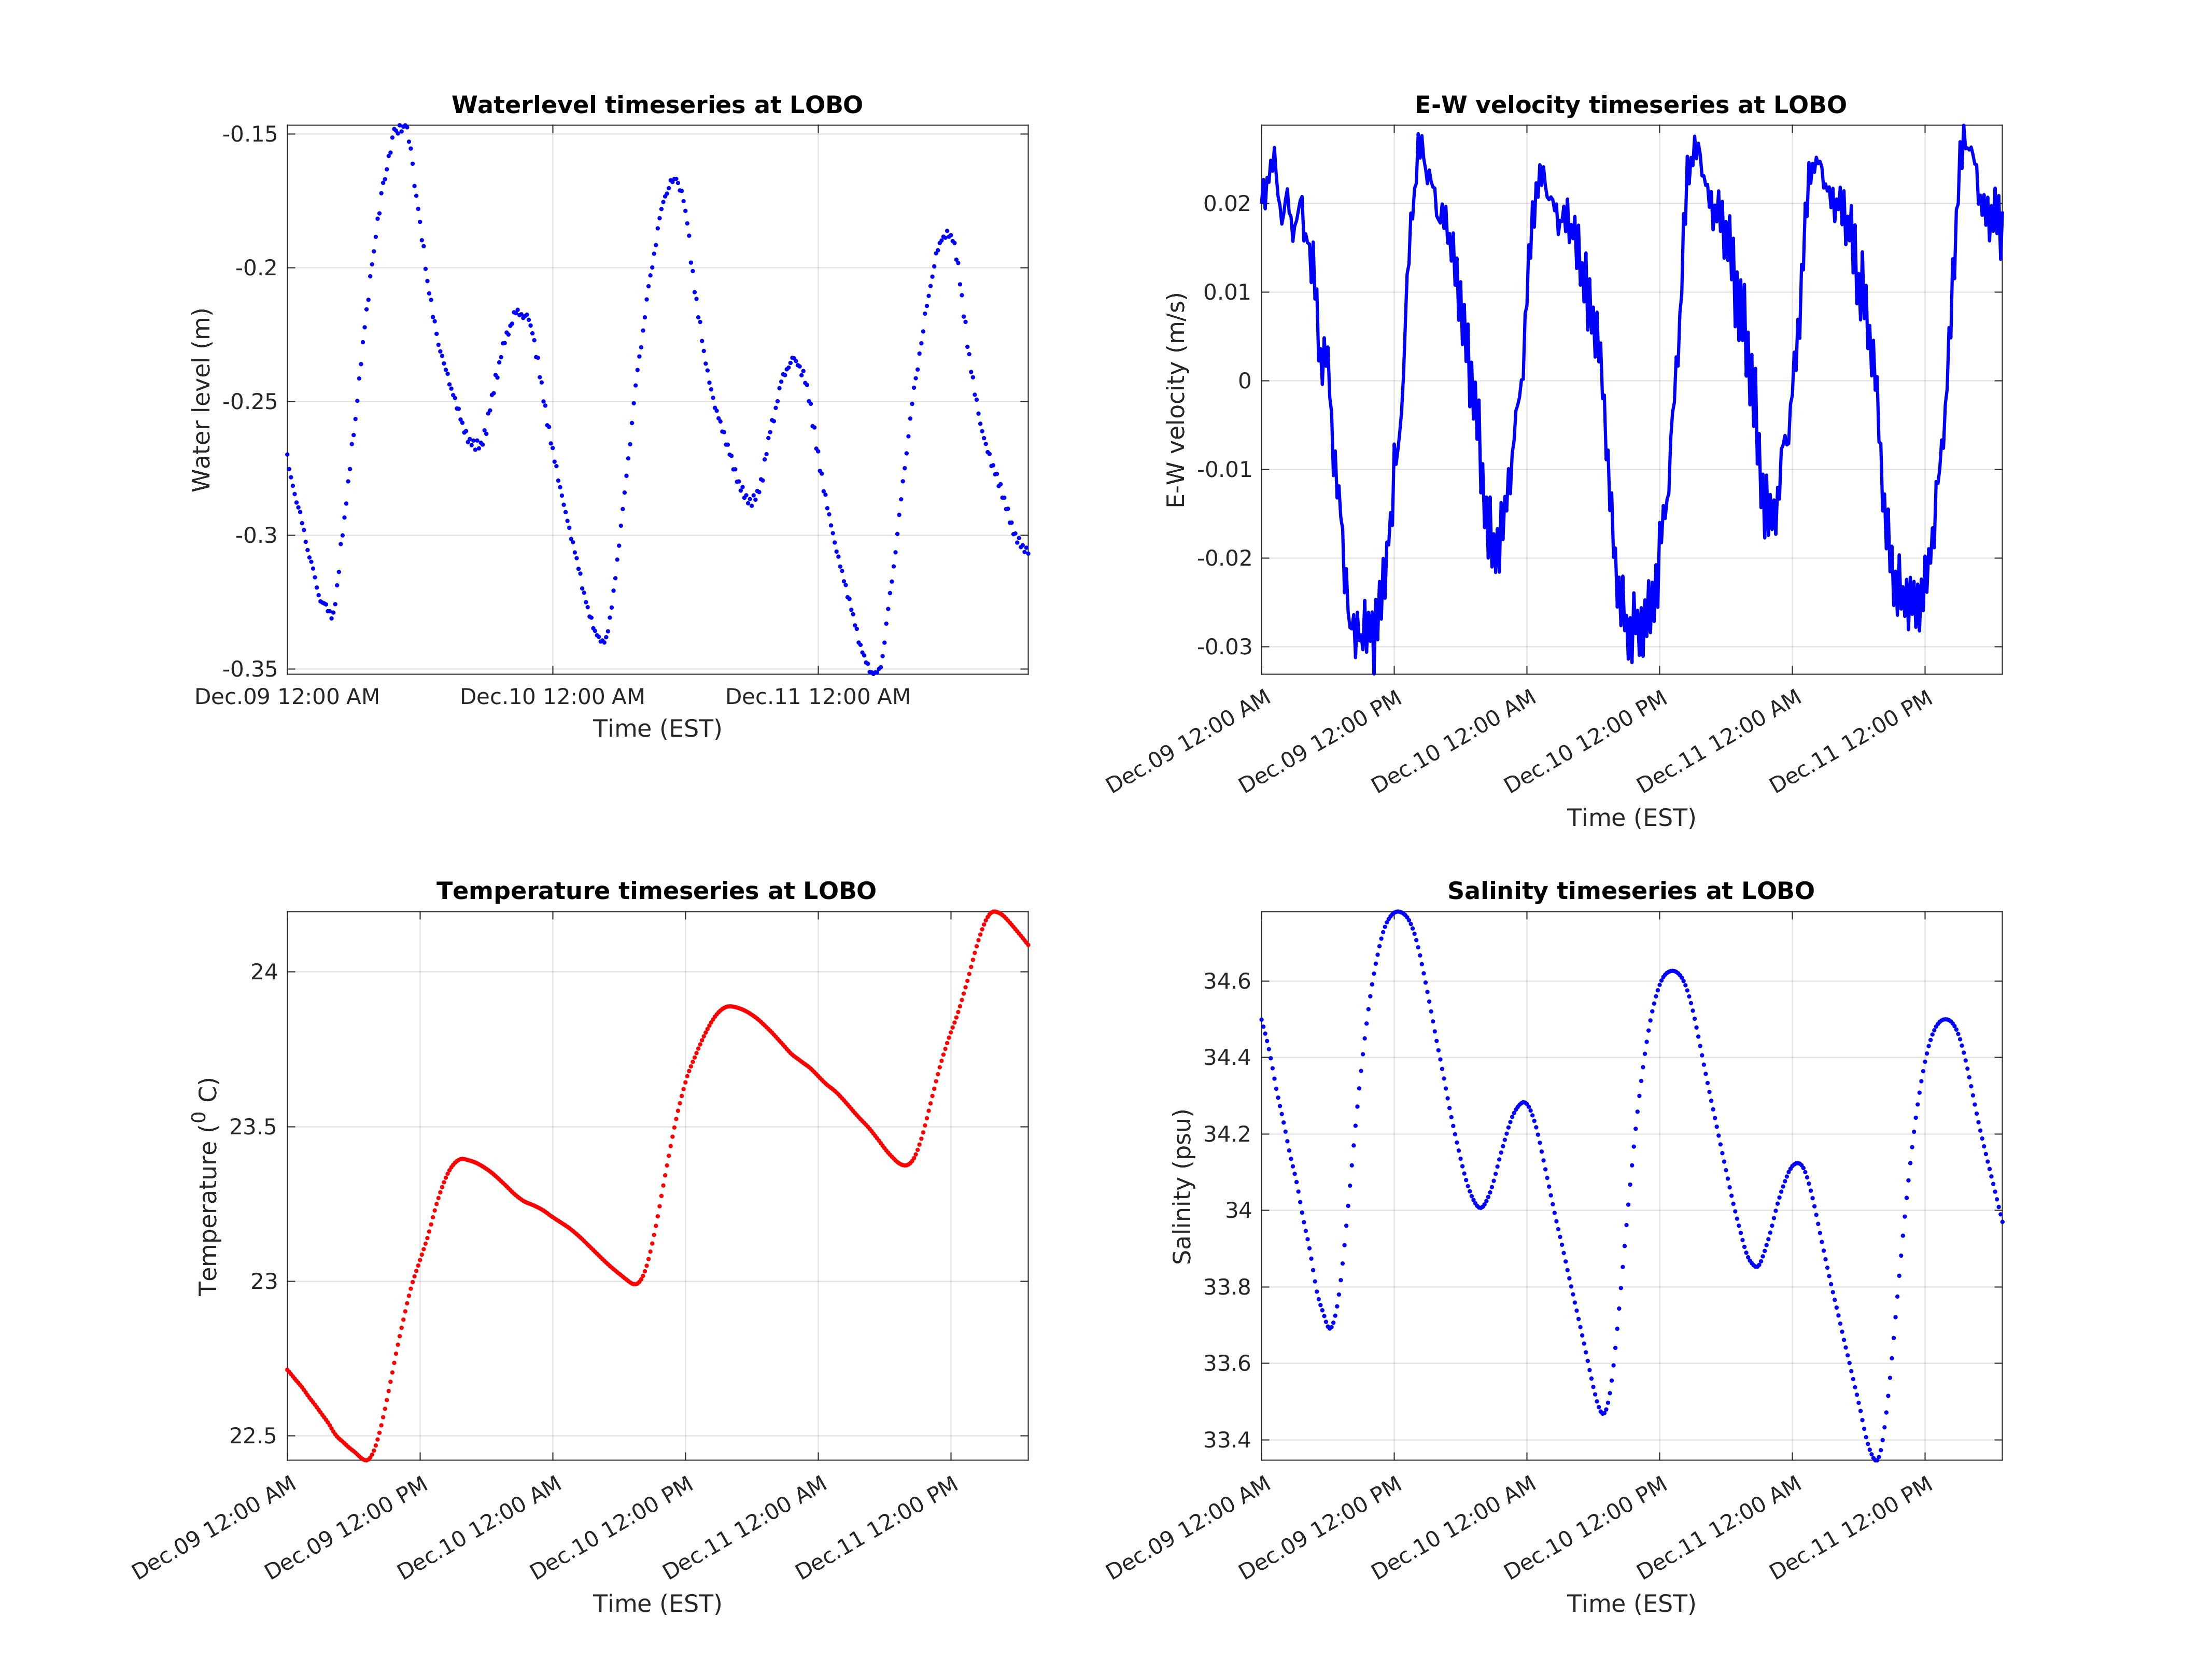 Waterlevel timeseries at LOBO
-0.15
-0.2
-0.25
-0.3
-0.35
Water level (m)
Dec.09 12:00 AM
Dec.10 12:00 AM
Dec.11 12:00 AM
Time (EST)
E-W velocity timeseries at LOBO
0.02
0.01
0
-0.01
-0.02
-0.03
E-W velocity (m/s)
Dec.09 12:00 AM
Dec.09 12:00 PM
Dec.10 12:00 AM
Dec.10 12:00 PM
Dec.11 12:00 AM
Dec.11 12:00 PM
Time (EST)
Temperature timeseries at LOBO
24
23.5
23
22.5
Temperature (⁰ C)
Dec.09 12:00 AM
Dec.09 12:00 PM
Dec.10 12:00 AM
Dec.10 12:00 PM
Dec.11 12:00 AM
Dec.11 12:00 PM
Time (EST)
Salinity timeseries at LOBO
34.6
34.4
34.2
34
33.8
33.6
33.4
Salinity (psu)
Dec.09 12:00 AM
Dec.09 12:00 PM
Dec.10 12:00 AM
Dec.10 12:00 PM
Dec.11 12:00 AM
Dec.11 12:00 PM
Time (EST)